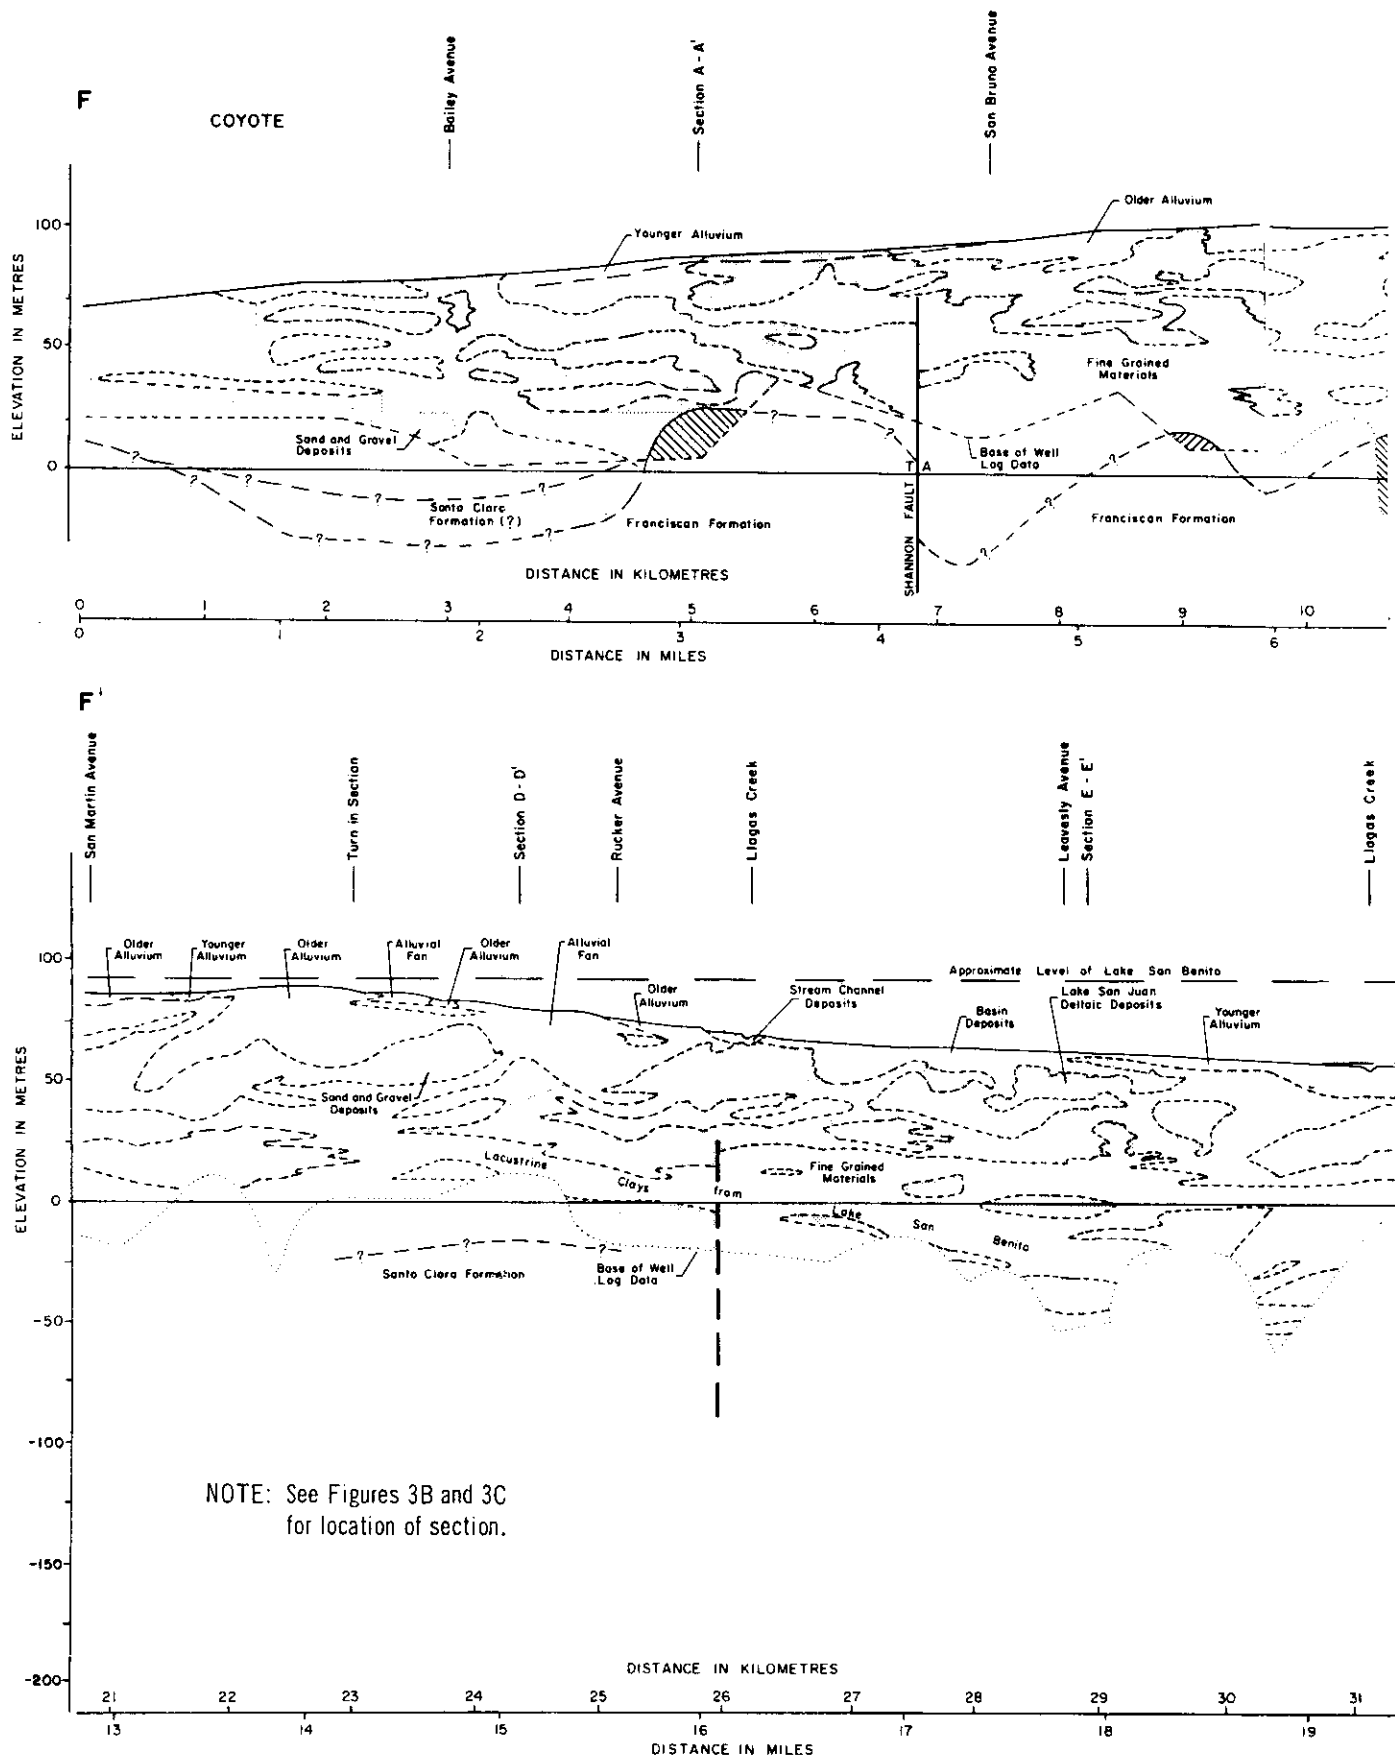 Bailey Avenue
Section A-A'
San Bruno Avenue
F
COYOTE
Older Alluvium
100
Younger Alluvium
ELEVATION IN METRES
50
Fine Grained
Materials
Sand and Gravel
Deposits
Base of Well
Log Data
0
T A
? ? ? ? ? ? ? ? ? ? ? ? ? ? ? ?
Santa Clara
Formation (?)
Franciscan Formation
SHANNON FAULT
Franciscan Formation
DISTANCE IN KILOMETRES
0 1 2 3 4 5 6 7 8 9 10
0 1 2 3 4 5 6
DISTANCE IN MILES
F'
San Martin Avenue
Turn in Section
Section D-D'
Rucker Avenue
Llagas Creek
Leavesly Avenue
Section E-E'
Llagas Creek
Older
Alluvium
Younger
Alluvium
Older
Alluvium
Alluvial
Fan
Older
Alluvium
Alluvial
Fan
100
Approximate Level of Lake San Benito
Older
Alluvium
Stream Channel
Deposits
Basin
Deposits
Lake San Juan
Deltaic Deposits
Younger
Alluvium
ELEVATION IN METRES
50
Sand and Gravel
Deposits
Lacustrine Clays from Lake San Benito
Fine Grained
Materials
0
? ? ?
Santa Clara Formation
Base of Well
Log Data
-50
-100
NOTE: See Figures 3B and 3C
for location of section.
-150
-200
DISTANCE IN KILOMETRES
21 22 23 24 25 26 27 28 29 30 31
13 14 15 16 17 18 19
DISTANCE IN MILES